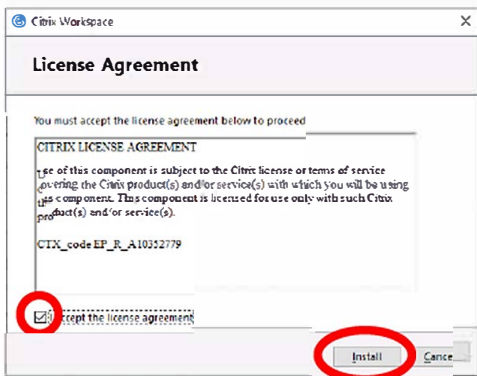 Citrix Workspace
License Agreement
You must accept the license agreement below to proceed
CITRIX LICENSE AGREEMENT
of this component is subject to the Citrix license or terms of service
overing the Citrix product(s) and/or service(s) with which you will be using
component. This component is licensed for use only with such Citrix
product(s) and/or service(s).
CTX_code EP_R_A10352779
ccept the license agreement
Install
Cance